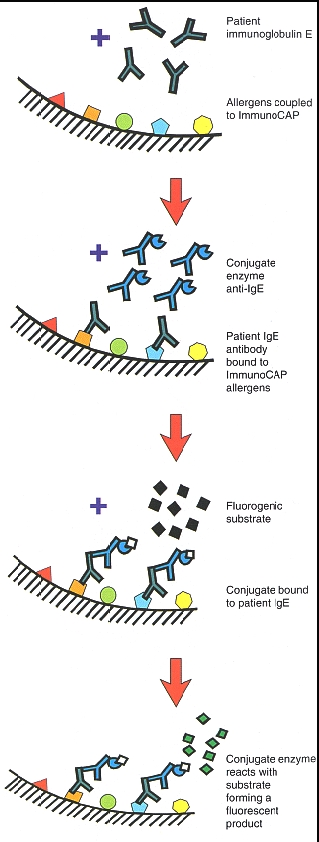 Patient
immunoglobulin E
Allergens coupled
to ImmunoCAP
Conjugate
enzyme
anti-IgE
Patient IgE
antibody
bound to
ImmunoCAP
allergens
Fluorogenic
substrate
Conjugate bound
to patient IgE
Conjugate enzyme
reacts with
substrate
forming a
fluorescent
product